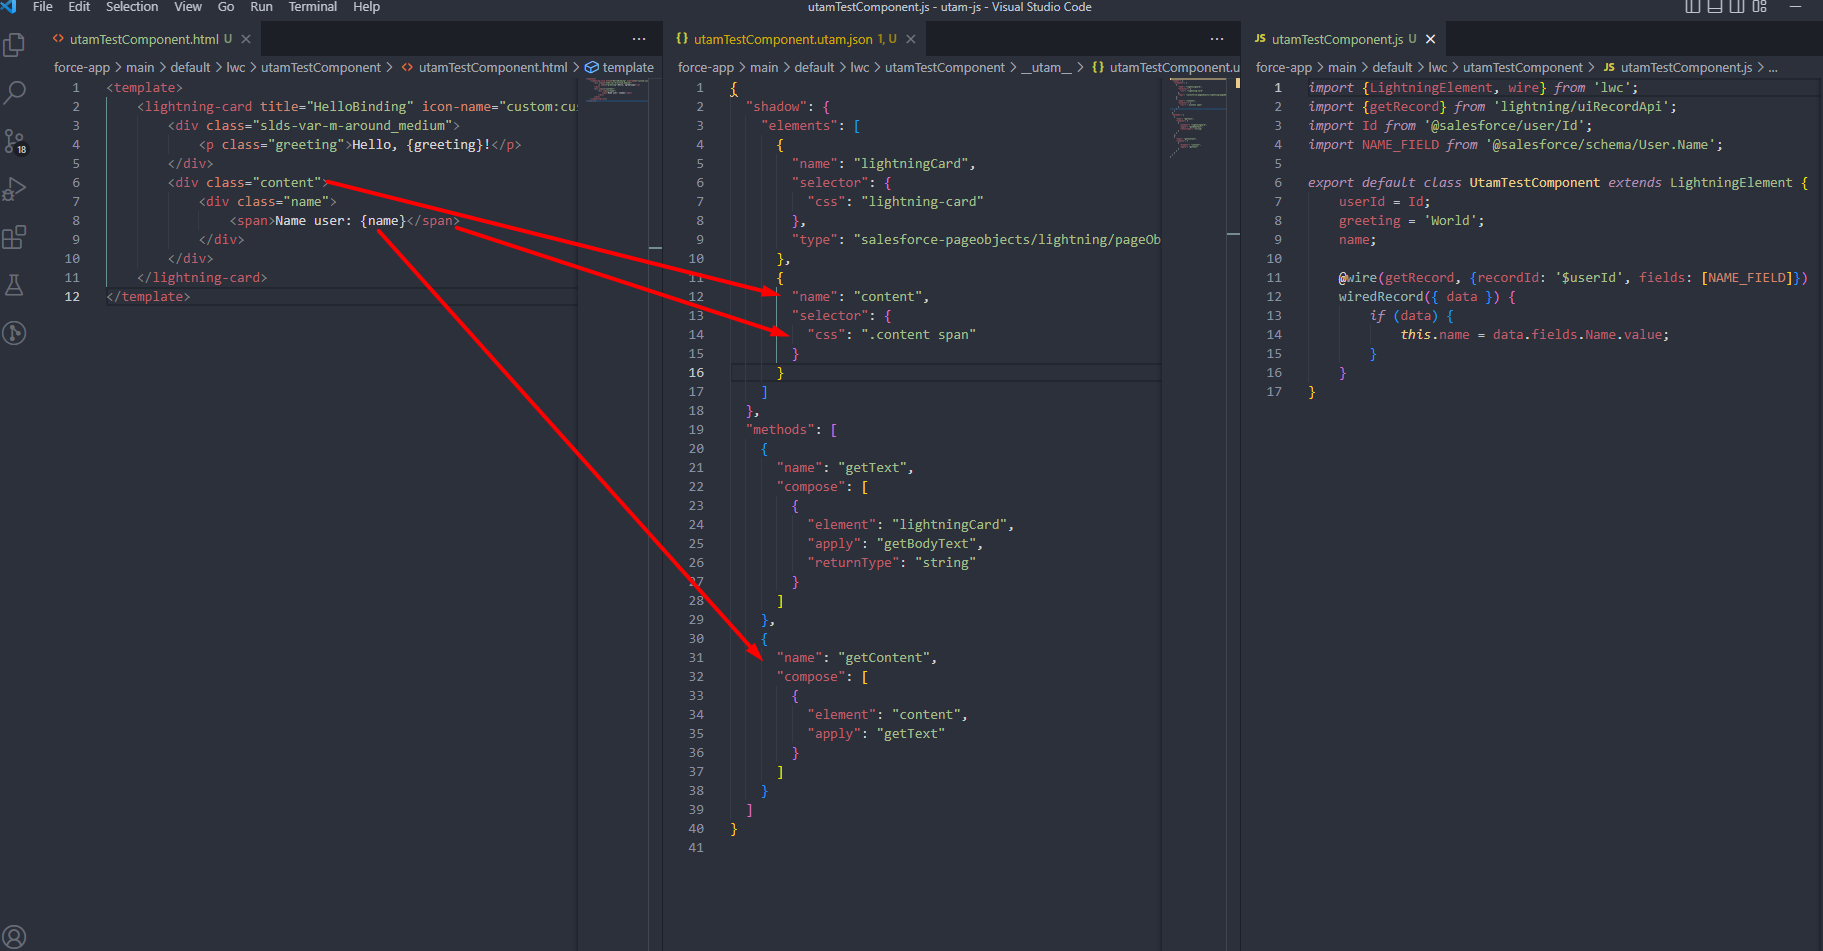 File Edit Selection View Go Run Terminal Help
utamTestComponent.js - utam-js - Visual Studio Code
18
<> utamTestComponent.html U ×
force-app > main > default > lwc > utamTestComponent > <> utamTestComponent.html > template
1 <template>
2 <lightning-card title="HelloBinding" icon-name="custom:cus
3 <div class="slds-var-m-around_medium">
4 <p class="greeting">Hello, {greeting}!</p>
5 </div>
6 <div class="content">
7 <div class="name">
8 <span>Name user: {name}</span>
9 </div>
10 </div>
11 </lightning-card>
12 </template>
{} utamTestComponent.utam.json 1, U ×
force-app > main > default > lwc > utamTestComponent > __utam__ > {} utamTestComponent.u
1 {
2 "shadow": {
3 "elements": [
4 {
5 "name": "lightningCard",
6 "selector": {
7 "css": "lightning-card"
8 },
9 "type": "salesforce-pageobjects/lightning/pageOb
10 },
11 {
12 "name": "content",
13 "selector": {
14 "css": ".content span"
15 }
16 }
17 ]
18 },
19 "methods": [
20 {
21 "name": "getText",
22 "compose": [
23 {
24 "element": "lightningCard",
25 "apply": "getBodyText",
26 "returnType": "string"
27 }
28 ]
29 },
30 {
31 "name": "getContent",
32 "compose": [
33 {
34 "element": "content",
35 "apply": "getText"
36 }
37 ]
38 }
39 ]
40 }
41
JS utamTestComponent.js U ×
force-app > main > default > lwc > utamTestComponent > JS utamTestComponent.js > ...
1 import {LightningElement, wire} from 'lwc';
2 import {getRecord} from 'lightning/uiRecordApi';
3 import Id from '@salesforce/user/Id';
4 import NAME_FIELD from '@salesforce/schema/User.Name';
5
6 export default class UtamTestComponent extends LightningElement {
7 userId = Id;
8 greeting = 'World';
9 name;
10
11 @wire(getRecord, {recordId: '$userId', fields: [NAME_FIELD]})
12 wiredRecord({ data }) {
13 if (data) {
14 this.name = data.fields.Name.value;
15 }
16 }
17 }